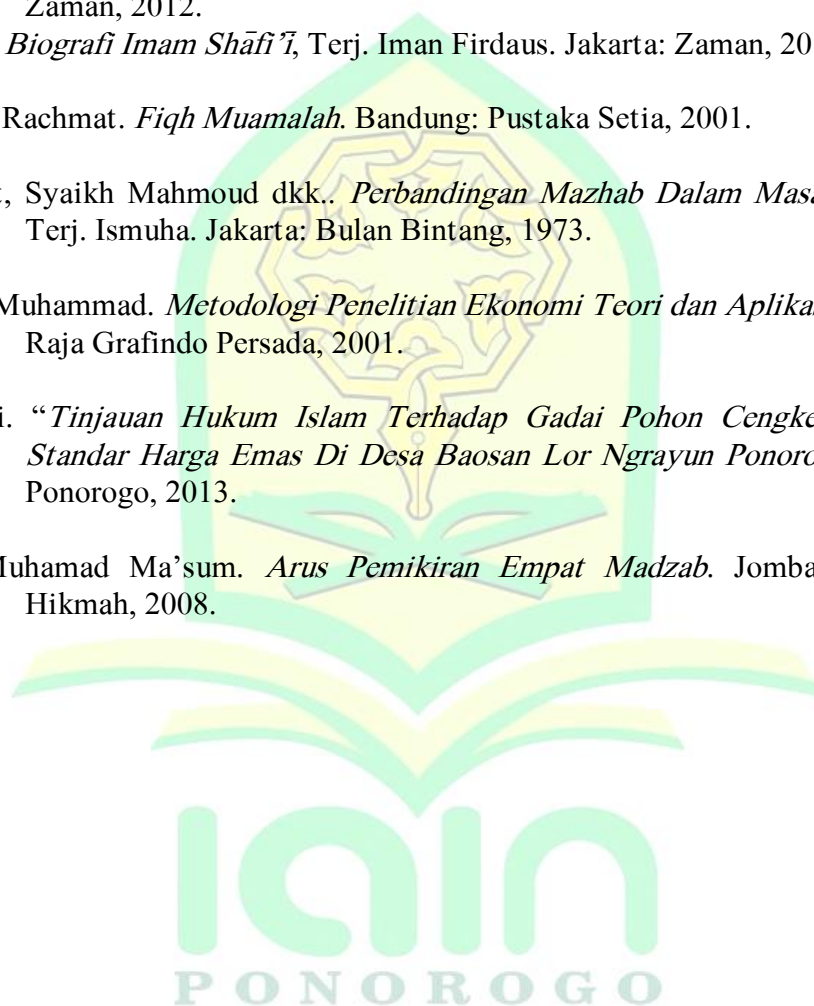 Zaman, 2012.
Biografi Imam Shāfi'ī, Terj. Iman Firdaus. Jakarta: Zaman, 20
Rachmat. Fiqh Muamalah. Bandung: Pustaka Setia, 2001.
, Syaikh Mahmoud dkk.. Perbandingan Mazhab Dalam Masa
Terj. Ismuha. Jakarta: Bulan Bintang, 1973.
Muhammad. Metodologi Penelitian Ekonomi Teori dan Aplika
Raja Grafindo Persada, 2001.
i. “Tinjauan Hukum Islam Terhadap Gadai Pohon Cengke
Standar Harga Emas Di Desa Baosan Lor Ngrayun Ponoro
Ponorogo, 2013.
Muhamad Ma’sum. Arus Pemikiran Empat Madzab. Jomba
Hikmah, 2008.
IAIN
PONOROGO